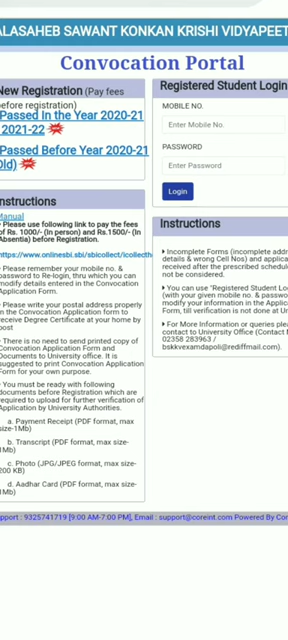 ALASAHEB SAWANT KONKAN KRISHI VIDYAPEET
Convocation Portal
New Registration (Pay fees
before registration)
Passed In the Year 2020-21
2021-22
Passed Before Year 2020-21
Old)
Instructions
Manual
Please use following link to pay the fees
of Rs. 1000/- (In person) and Rs.1500/- (In
Absentia) before Registration.
https://www.onlinesbi.sbi/sbicollect/icollecth
Please remember your mobile no. &
password to Re-login, thru which you can
modify details entered in the Convocation
Application Form.
Please write your postal address properly
in the Convocation Application form to
receive Degree Certificate at your home by
post
There is no need to send printed copy of
Convocation Application Form and
Documents to University office. It is
suggested to print Convocation Application
Form for your own purpose.
You must be ready with following
documents before Registration which are
required to upload for further verification of
Application by University Authorities.
a. Payment Receipt (PDF format, max
size-1Mb)
b. Transcript (PDF format, max size-
1Mb)
c. Photo (JPG/JPEG format, max size-
200 KB)
d. Aadhar Card (PDF format, max size-
1Mb)
Registered Student Login
MOBILE NO.
Enter Mobile No.
PASSWORD
Enter Password
Login
Instructions
Incomplete Forms (incomplete addr
details & wrong Cell Nos) and applica
received after the prescribed schedul
not be considered.
You can use "Registered Student Lo
(with your given mobile no. & passwo
modify your information in the Applic
Form, till verification is not done at Un
For More Information or queries plea
contact to University Office (Contact N
02358 283963 /
bskkvexamdapoli@rediffmail.com).
pport : 9325741719 [9:00 AM-7:00 PM], Email : support@coreint.com Powered By Cor